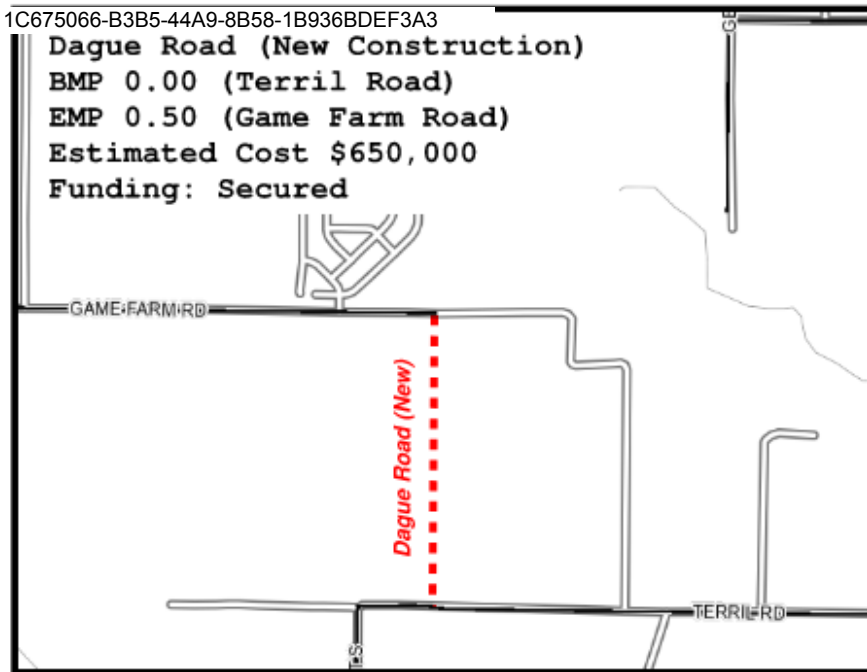 1C675066-B3B5-44A9-8B58-1B936BDEF3A3
Dague Road (New Construction)
BMP 0.00 (Terril Road)
EMP 0.50 (Game Farm Road)
Estimated Cost $650,000
Funding: Secured
GE
GAME FARM RD
Dague Road (New)
TERRIL RD